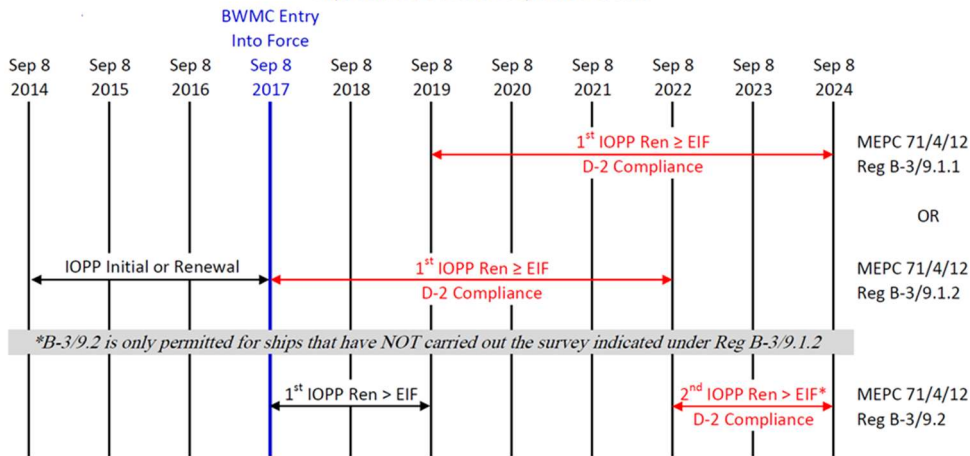 BWMC Entry
Into Force
Sep 8 Sep 8 Sep 8 Sep 8 Sep 8 Sep 8 Sep 8 Sep 8 Sep 8 Sep 8 Sep 8
2014 2015 2016 2017 2018 2019 2020 2021 2022 2023 2024
1st IOPP Ren ≥ EIF MEPC 71/4/12
D-2 Compliance Reg B-3/9.1.1
OR
IOPP Initial or Renewal 1st IOPP Ren ≥ EIF MEPC 71/4/12
D-2 Compliance Reg B-3/9.1.2
*B-3/9.2 is only permitted for ships that have NOT carried out the survey indicated under Reg B-3/9.1.2
1st IOPP Ren > EIF 2nd IOPP Ren > EIF* MEPC 71/4/12
D-2 Compliance Reg B-3/9.2